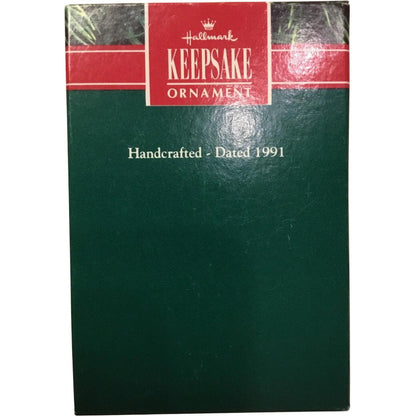 Hallmark
KEEPSAKE
ORNAMENT
Handcrafted - Dated 1991